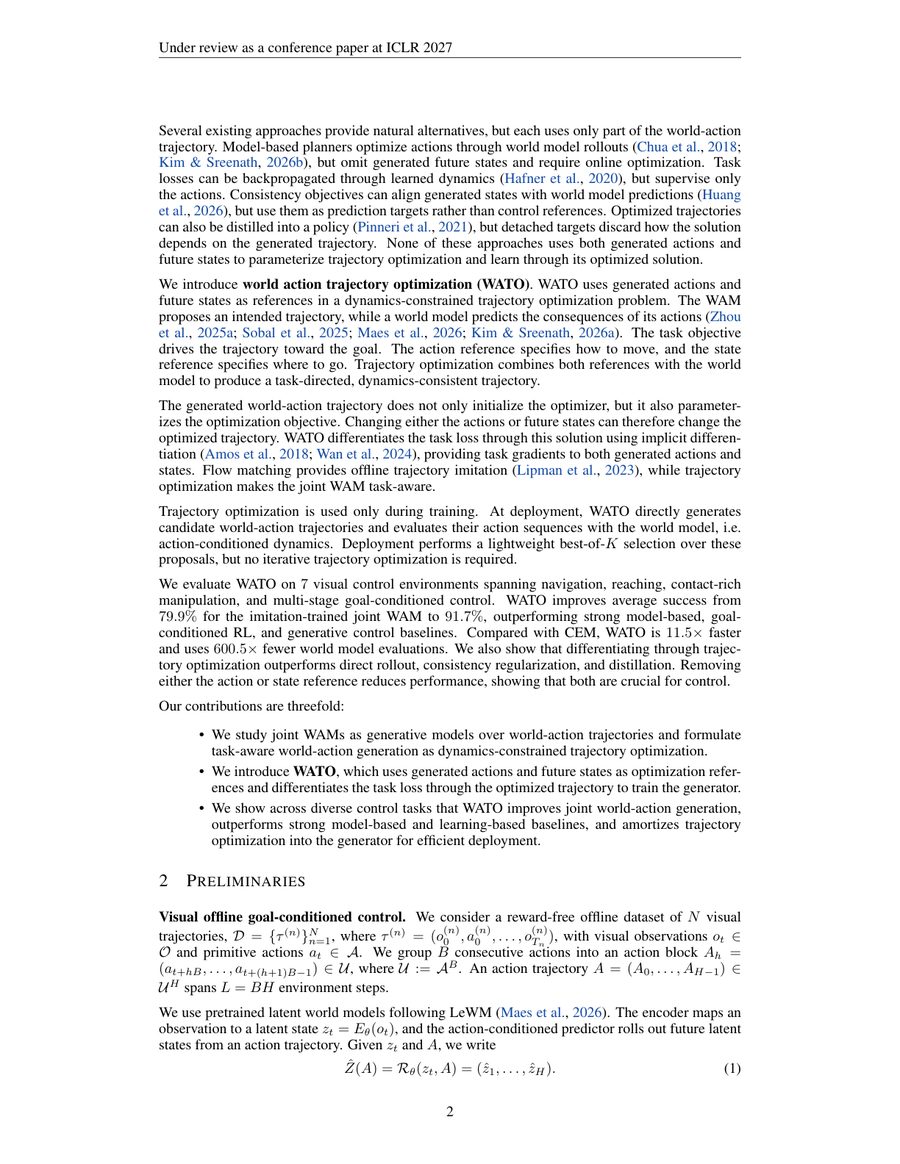 Under review as a conference paper at ICLR 2027
Several existing approaches provide natural alternatives, but each uses only part of the world-action
trajectory. Model-based planners optimize actions through world model rollouts (Chua et al., 2018;
Kim & Sreenath, 2026b), but omit generated future states and require online optimization. Task
losses can be backpropagated through learned dynamics (Hafner et al., 2020), but supervise only
the actions. Consistency objectives can align generated states with world model predictions (Huang
et al., 2026), but use them as prediction targets rather than control references. Optimized trajectories
can also be distilled into a policy (Pinneri et al., 2021), but detached targets discard how the solution
depends on the generated trajectory. None of these approaches uses both generated actions and
future states to parameterize trajectory optimization and learn through its optimized solution.
We introduce world action trajectory optimization (WATO). WATO uses generated actions and
future states as references in a dynamics-constrained trajectory optimization problem. The WAM
proposes an intended trajectory, while a world model predicts the consequences of its actions (Zhou
et al., 2025a; Sobal et al., 2025; Maes et al., 2026; Kim & Sreenath, 2026a). The task objective
drives the trajectory toward the goal. The action reference specifies how to move, and the state
reference specifies where to go. Trajectory optimization combines both references with the world
model to produce a task-directed, dynamics-consistent trajectory.
The generated world-action trajectory does not only initialize the optimizer, but it also parameter-
izes the optimization objective. Changing either the actions or future states can therefore change the
optimized trajectory. WATO differentiates the task loss through this solution using implicit differen-
tiation (Amos et al., 2018; Wan et al., 2024), providing task gradients to both generated actions and
states. Flow matching provides offline trajectory imitation (Lipman et al., 2023), while trajectory
optimization makes the joint WAM task-aware.
Trajectory optimization is used only during training. At deployment, WATO directly generates
candidate world-action trajectories and evaluates their action sequences with the world model, i.e.
action-conditioned dynamics. Deployment performs a lightweight best-of-K selection over these
proposals, but no iterative trajectory optimization is required.
We evaluate WATO on 7 visual control environments spanning navigation, reaching, contact-rich
manipulation, and multi-stage goal-conditioned control. WATO improves average success from
79.9% for the imitation-trained joint WAM to 91.7%, outperforming strong model-based, goal-
conditioned RL, and generative control baselines. Compared with CEM, WATO is 11.5× faster
and uses 600.5× fewer world model evaluations. We also show that differentiating through trajec-
tory optimization outperforms direct rollout, consistency regularization, and distillation. Removing
either the action or state reference reduces performance, showing that both are crucial for control.
Our contributions are threefold:
• We study joint WAMs as generative models over world-action trajectories and formulate
task-aware world-action generation as dynamics-constrained trajectory optimization.
• We introduce WATO, which uses generated actions and future states as optimization refer-
ences and differentiates the task loss through the optimized trajectory to train the generator.
• We show across diverse control tasks that WATO improves joint world-action generation,
outperforms strong model-based and learning-based baselines, and amortizes trajectory
optimization into the generator for efficient deployment.
2 PRELIMINARIES
Visual offline goal-conditioned control. We consider a reward-free offline dataset of N visual
trajectories, 𝒟 = {τ^(n)}_{n=1}^N, where τ^(n) = (o_0^(n), a_0^(n), . . . , o_{T_n}^(n)), with visual observations o_t ∈
𝒪 and primitive actions a_t ∈ 𝒜. We group B consecutive actions into an action block A_h =
(a_{t+hB}, . . . , a_{t+(h+1)B−1}) ∈ 𝒰, where 𝒰 := 𝒜^B. An action trajectory A = (A_0, . . . , A_{H−1}) ∈
𝒰^H spans L = BH environment steps.
We use pretrained latent world models following LeWM (Maes et al., 2026). The encoder maps an
observation to a latent state z_t = E_θ(o_t), and the action-conditioned predictor rolls out future latent
states from an action trajectory. Given z_t and A, we write
Ẑ(A) = ℛ_θ(z_t, A) = (ẑ_1, . . . , ẑ_H). (1)
2